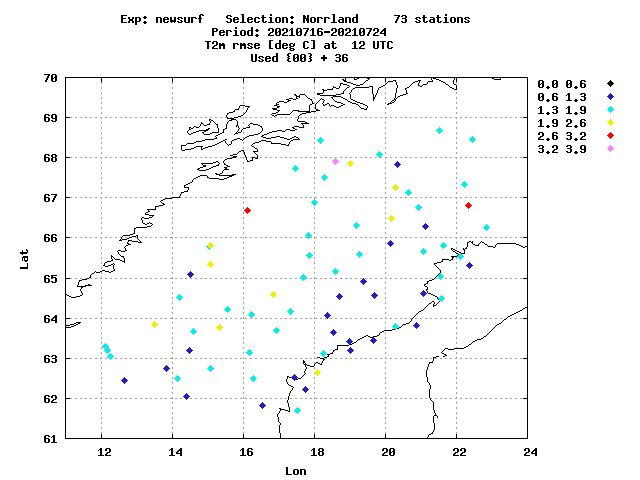 Exp: newsurf   Selection: Norrland     73 stations
Period: 20210716-20210724
T2m rmse [deg C] at  12 UTC
Used {00} + 36
0.0 0.6
0.6 1.3
1.3 1.9
1.9 2.6
2.6 3.2
3.2 3.9
70
69
68
67
66
65
64
63
62
61
Lat
12 14 16 18 20 22 24
Lon